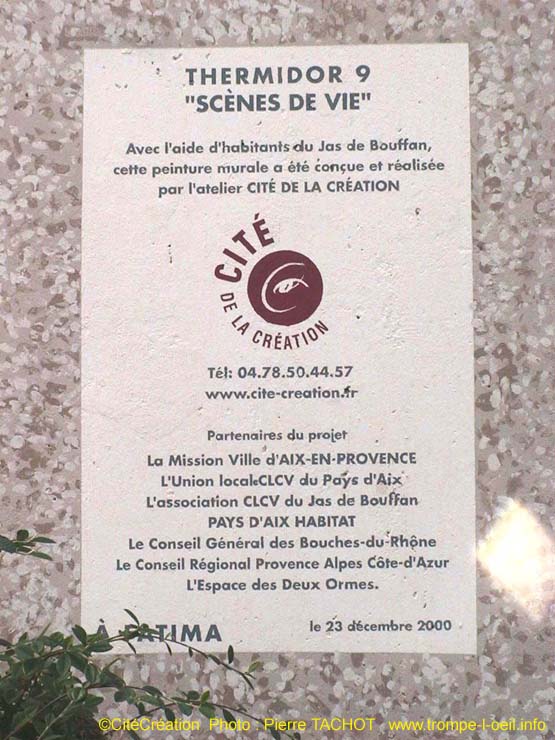 THERMIDOR 9
"SCÈNES DE VIE"
Avec l'aide d'habitants du Jas de Bouffan,
cette peinture murale a été conçue et réalisée
par l'atelier CITÉ DE LA CRÉATION
CITÉ
DE LA CRÉATION
Tél: 04.78.50.44.57
www.cite-creation.fr
Partenaires du projet
La Mission Ville d'AIX-EN-PROVENCE
L'Union locale CLCV du Pays d'Aix
L'association CLCV du Jas de Bouffan
PAYS D'AIX HABITAT
Le Conseil Général des Bouches-du-Rhône
Le Conseil Régional Provence Alpes Côte-d'Azur
L'Espace des Deux Ormes.
À FATIMA
le 23 décembre 2000
©CitéCréation Photo : Pierre TACHOT www.trompe-l-oeil.info